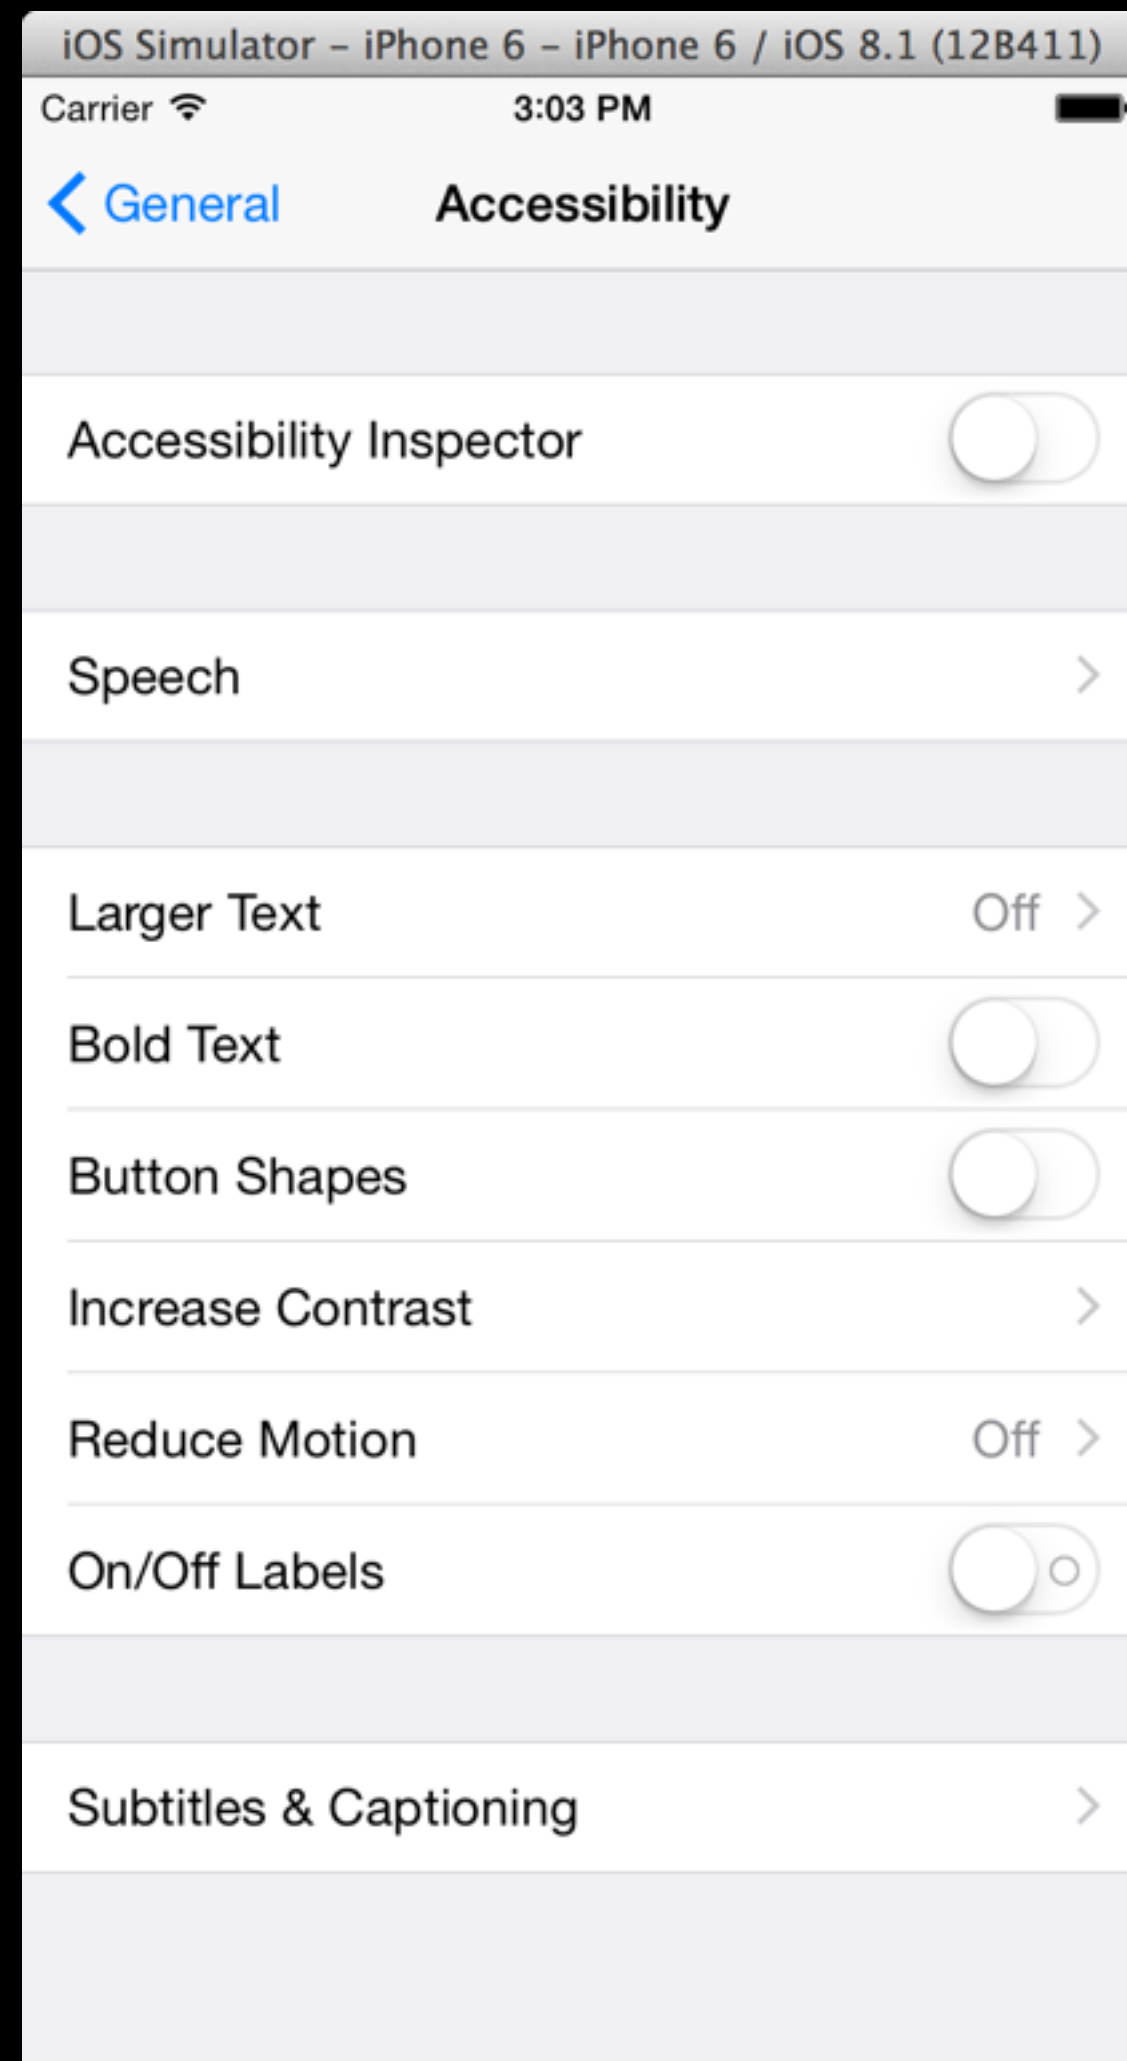 iOS Simulator – iPhone 6 – iPhone 6 / iOS 8.1 (12B411)
Carrier 3:03 PM
General Accessibility
Accessibility Inspector
Speech
Larger Text Off
Bold Text
Button Shapes
Increase Contrast
Reduce Motion Off
On/Off Labels
Subtitles & Captioning